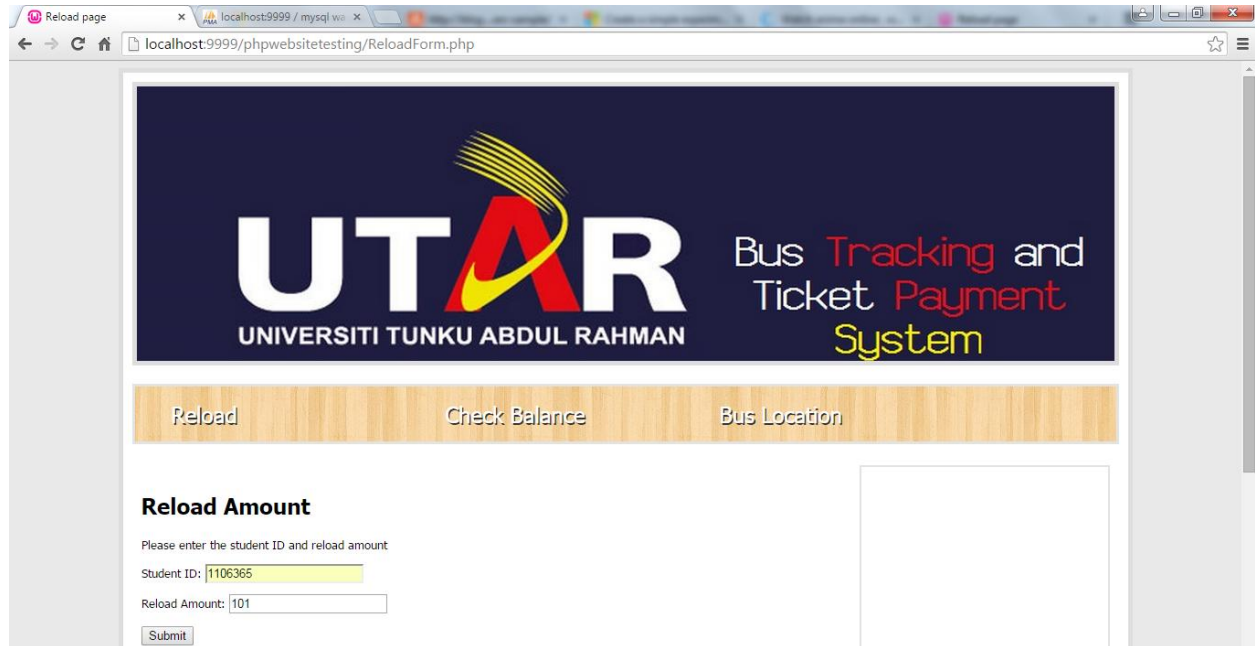 Reload page
localhost:9999 / mysql wa
localhost:9999/phpwebsitetesting/ReloadForm.php
UTAR
UNIVERSITI TUNKU ABDUL RAHMAN
Bus Tracking and
Ticket Payment
System
Reload Check Balance Bus Location
Reload Amount
Please enter the student ID and reload amount
Student ID: 1106365
Reload Amount: 101
Submit